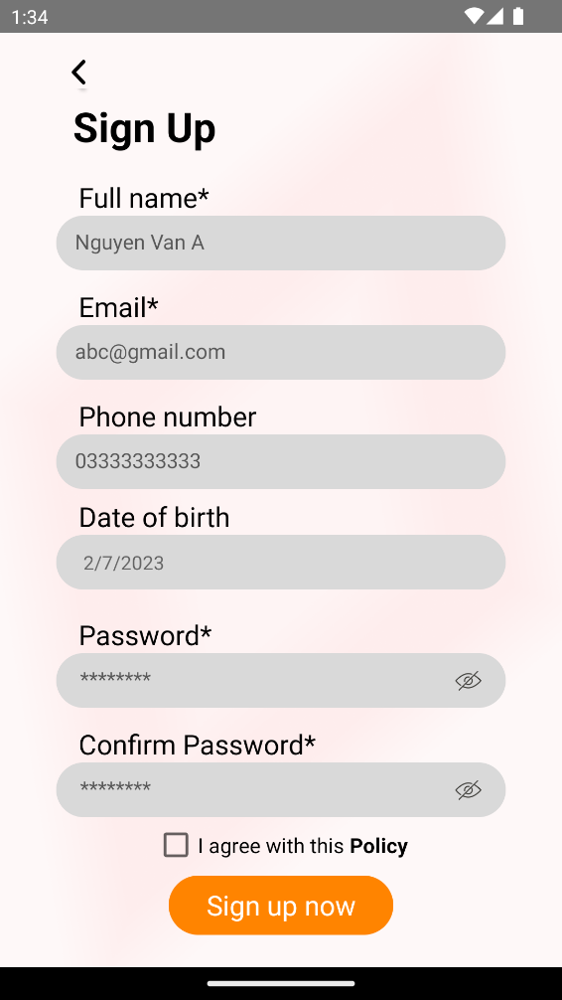 1:34
Sign Up
Full name*
Nguyen Van A
Email*
abc@gmail.com
Phone number
03333333333
Date of birth
2/7/2023
Password*
********
Confirm Password*
********
I agree with this Policy
Sign up now